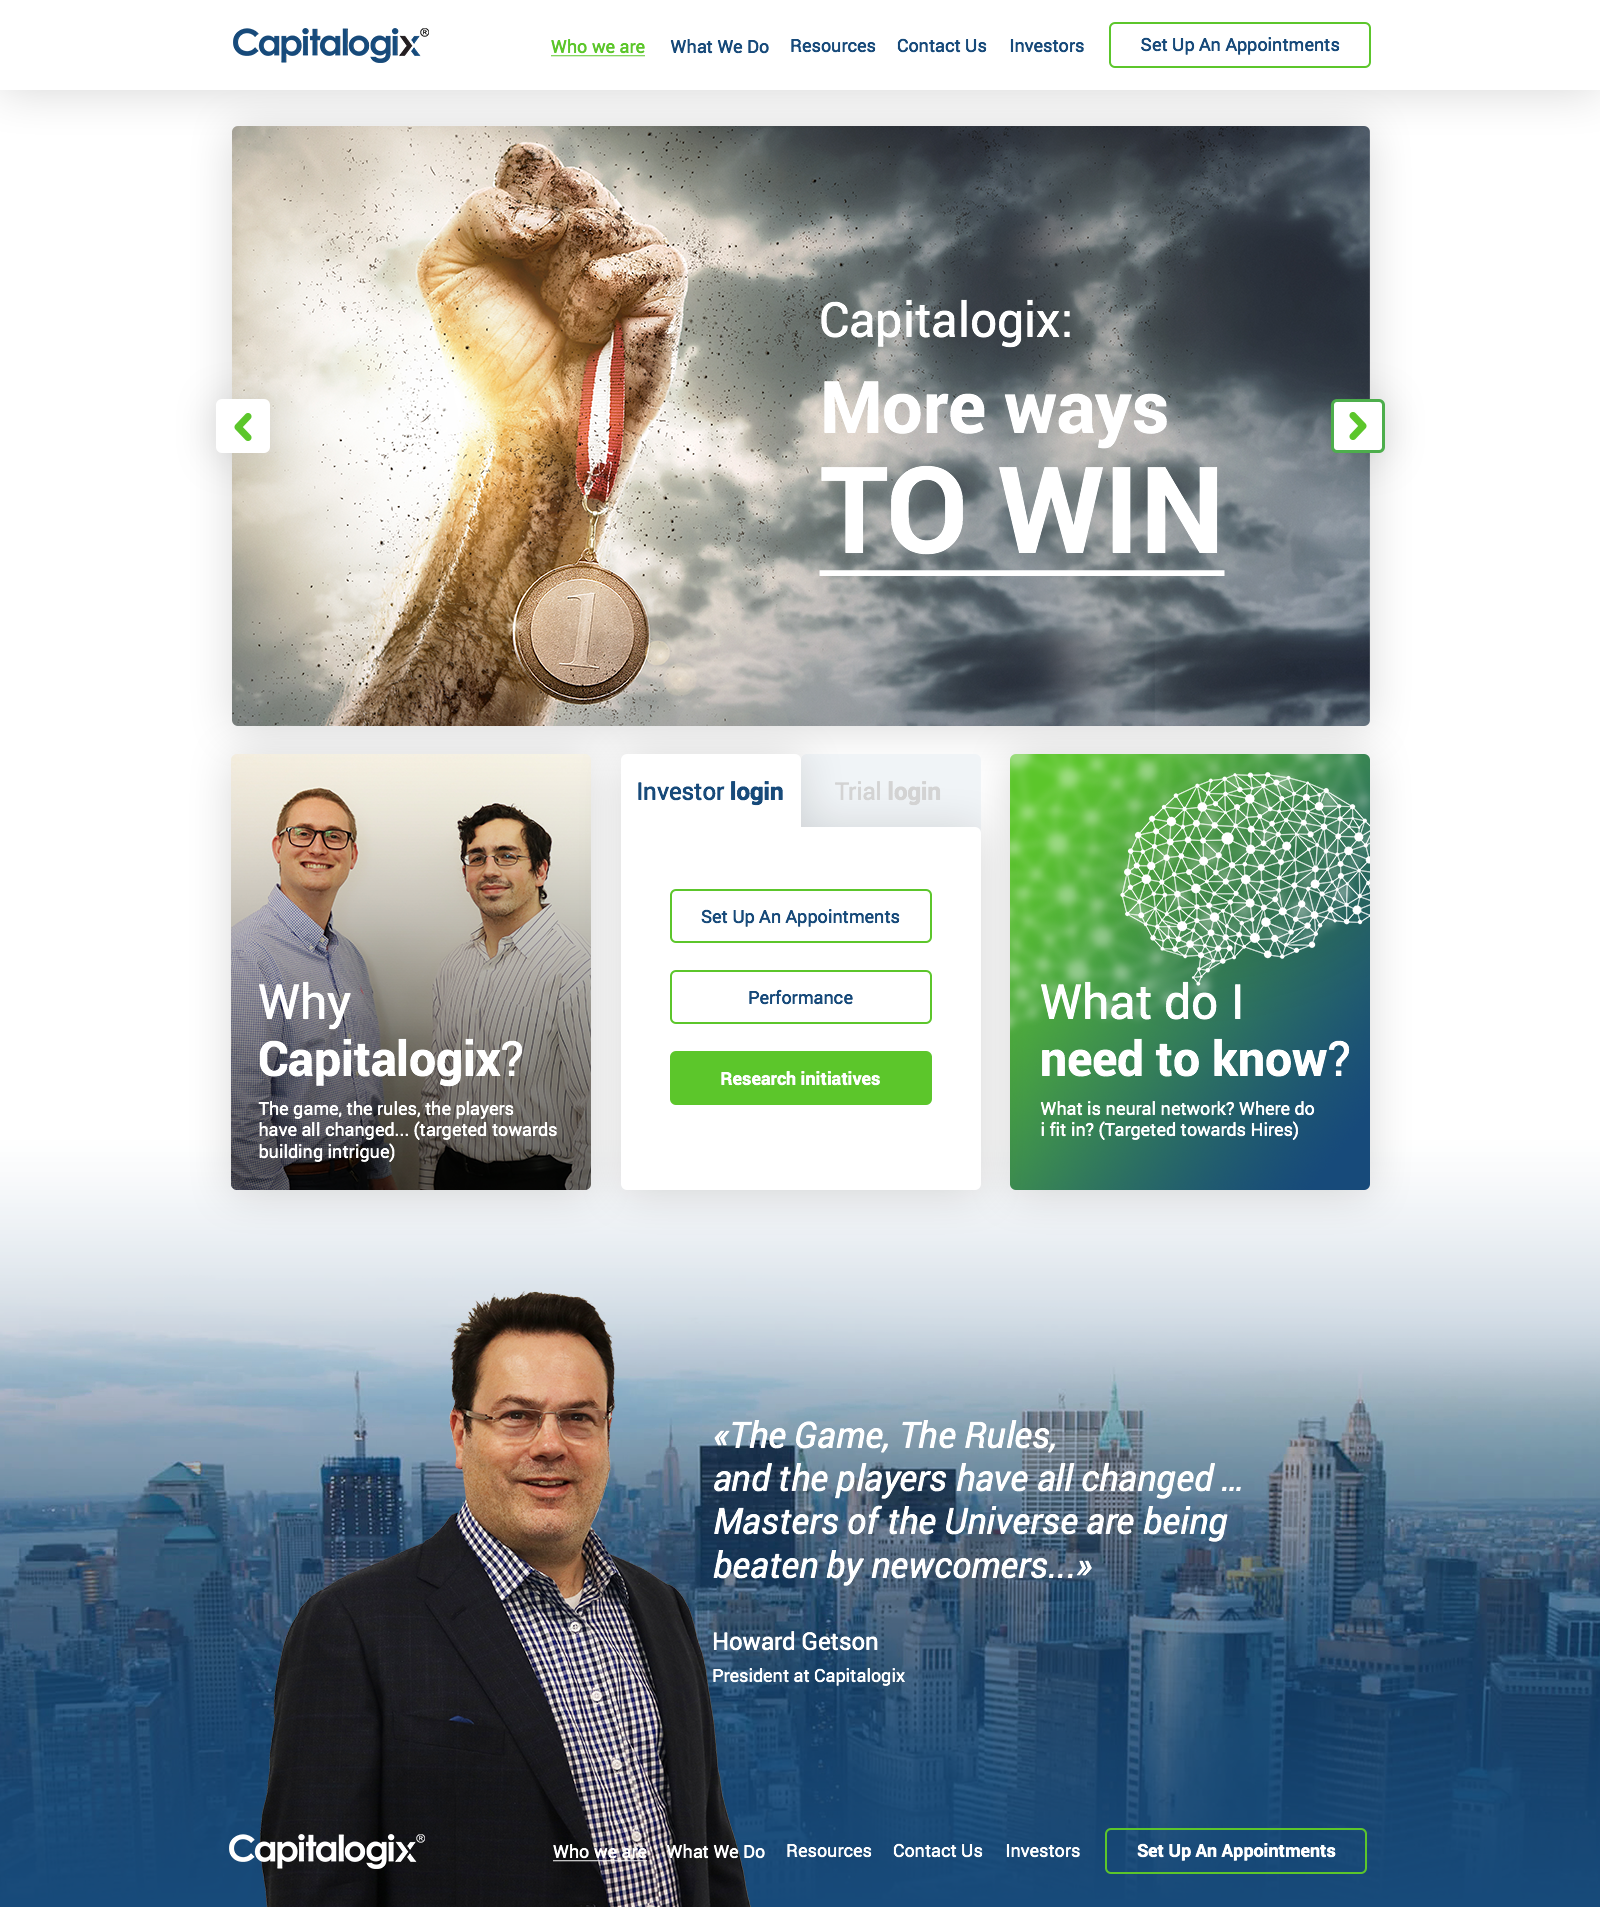 Capitalogix®
Who we are What We Do Resources Contact Us Investors Set Up An Appointments
Capitalogix:
More ways
TO WIN
1
Why
Capitalogix?
The game, the rules, the players
have all changed... (targeted towards
building intrigue)
Investor login Trial login
Set Up An Appointments
Performance
Research initiatives
What do I
need to know?
What is neural network? Where do
i fit in? (Targeted towards Hires)
«The Game, The Rules,
and the players have all changed ...
Masters of the Universe are being
beaten by newcomers...»
Howard Getson
President at Capitalogix
Capitalogix®
Who we are What We Do Resources Contact Us Investors Set Up An Appointments